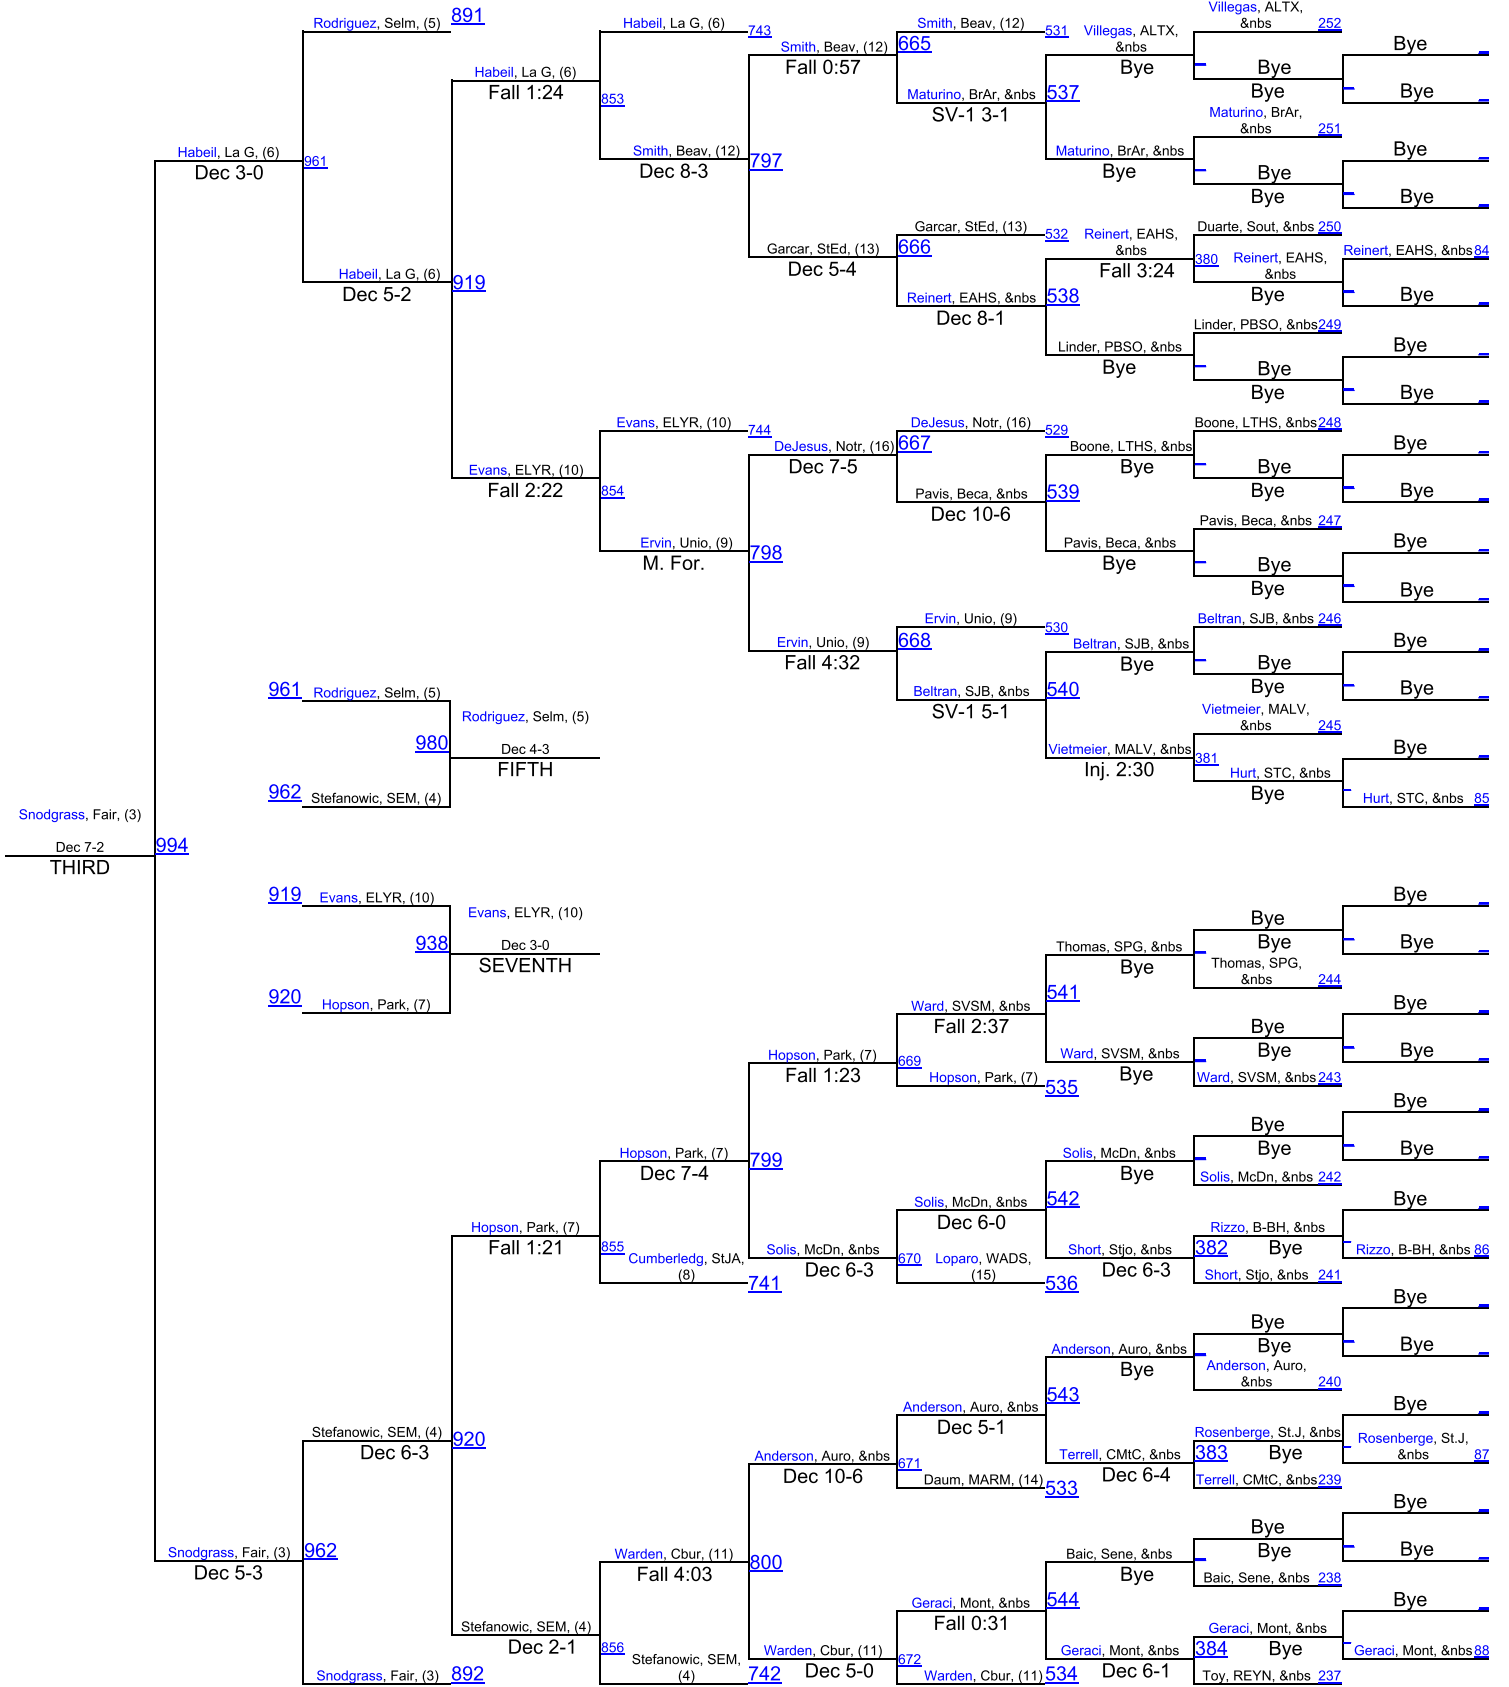 Rodriguez, Selm, (5) 891
Habeil, La G, (6) 743
Smith, Beav, (12) 531
Villegas, ALTX,
&nbs 252
Villegas, ALTX,
&nbs
Bye
Bye
Smith, Beav, (12)
Fall 0:57
665
Bye
Bye
Bye
Habeil, La G, (6)
Fall 1:24
853
Maturino, BrAr, &nbs
SV-1 3-1
537
Maturino, BrAr,
&nbs 251
Habeil, La G, (6)
Dec 3-0
961
Smith, Beav, (12)
Dec 8-3
797
Maturino, BrAr, &nbs
Bye
Bye
Bye
Bye
Bye
Garcar, StEd, (13) 532
Duarte, Sout, &nbs 250
Reinert, EAHS,
&nbs
Fall 3:24
Garcar, StEd, (13)
Dec 5-4
666
380
Reinert, EAHS,
&nbs
Bye
Reinert, EAHS, &nbs 84
Bye
Habeil, La G, (6)
Dec 5-2
919
Reinert, EAHS, &nbs
Dec 8-1
538
Linder, PBSO, &nbs 249
Linder, PBSO, &nbs
Bye
Bye
Bye
Bye
Bye
Evans, ELYR, (10) 744
DeJesus, Notr, (16) 529
Boone, LTHS, &nbs 248
DeJesus, Notr, (16)
Dec 7-5
667
Boone, LTHS, &nbs
Bye
Bye
Bye
Bye
Bye
Evans, ELYR, (10)
Fall 2:22
854
Pavis, Beca, &nbs
Dec 10-6
539
Pavis, Beca, &nbs 247
Ervin, Unio, (9)
M. For.
798
Pavis, Beca, &nbs
Bye
Bye
Bye
Bye
Bye
Ervin, Unio, (9) 530
Beltran, SJB, &nbs 246
Ervin, Unio, (9)
Fall 4:32
668
Beltran, SJB, &nbs
Bye
Bye
Bye
Bye
Bye
961 Rodriguez, Selm, (5)
Beltran, SJB, &nbs
SV-1 5-1
540
Rodriguez, Selm, (5)
Vietmeier, MALV,
&nbs 245
980
Dec 4-3
FIFTH
Vietmeier, MALV, &nbs
Inj. 2:30
381
Hurt, STC, &nbs
Bye
Bye
962 Stefanowic, SEM, (4)
Hurt, STC, &nbs 85
Snodgrass, Fair, (3)
Dec 7-2
THIRD
994
919 Evans, ELYR, (10)
Evans, ELYR, (10)
938
Dec 3-0
SEVENTH
Bye
Bye
Bye
Bye
Thomas, SPG, &nbs
Bye
Thomas, SPG,
&nbs 244
920 Hopson, Park, (7)
541
Ward, SVSM, &nbs
Fall 2:37
Bye
Bye
Bye
Bye
Hopson, Park, (7)
Fall 1:23
669
Ward, SVSM, &nbs
Bye
Hopson, Park, (7) 535
Ward, SVSM, &nbs 243
Bye
Bye
Bye
Bye
Hopson, Park, (7)
Dec 7-4
799
Solis, McDn, &nbs
Bye
Solis, McDn, &nbs 242
542
Solis, McDn, &nbs
Dec 6-0
Hopson, Park, (7)
Fall 1:21
855
Rizzo, B-BH, &nbs
Bye
Bye
Rizzo, B-BH, &nbs 86
Cumberledg, StJA,
(8) 741
Solis, McDn, &nbs
Dec 6-3
670
Loparo, WADS,
(15) 536
Short, Stjo, &nbs
Dec 6-3
382
Short, Stjo, &nbs 241
Bye
Bye
Bye
Bye
Anderson, Auro, &nbs
Bye
Anderson, Auro,
&nbs 240
543
Anderson, Auro, &nbs
Dec 5-1
Stefanowic, SEM, (4)
Dec 6-3
920
Rosenberge, St.J, &nbs
Bye
Bye
Rosenberge, St.J,
&nbs 87
Anderson, Auro, &nbs
Dec 10-6
671
Terrell, CMtC, &nbs
Dec 6-4
383
Daum, MARM, (14) 533
Terrell, CMtC, &nbs 239
Bye
Bye
Bye
Bye
Snodgrass, Fair, (3)
Dec 5-3
962
Warden, Cbur, (11)
Fall 4:03
800
Baic, Sene, &nbs
Bye
Baic, Sene, &nbs 238
544
Geraci, Mont, &nbs
Fall 0:31
Bye
Stefanowic, SEM, (4)
Dec 2-1
856
Geraci, Mont, &nbs
Bye
Geraci, Mont, &nbs 88
Warden, Cbur, (11)
Dec 5-0
672
Geraci, Mont, &nbs
Dec 6-1
384
Snodgrass, Fair, (3) 892
Stefanowic, SEM,
(4) 742
Warden, Cbur, (11) 534
Toy, REYN, &nbs 237